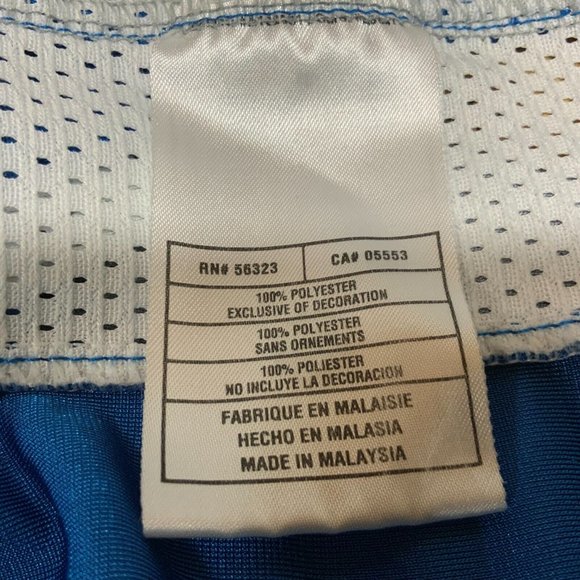 RN# 56323
CA# 05553
100% POLYESTER
EXCLUSIVE OF DECORATION
100% POLYESTER
SANS ORNEMENTS
100% POLIESTER
NO INCLUYE LA DECORACION
FABRIQUE EN MALAISIE
HECHO EN MALASIA
MADE IN MALAYSIA